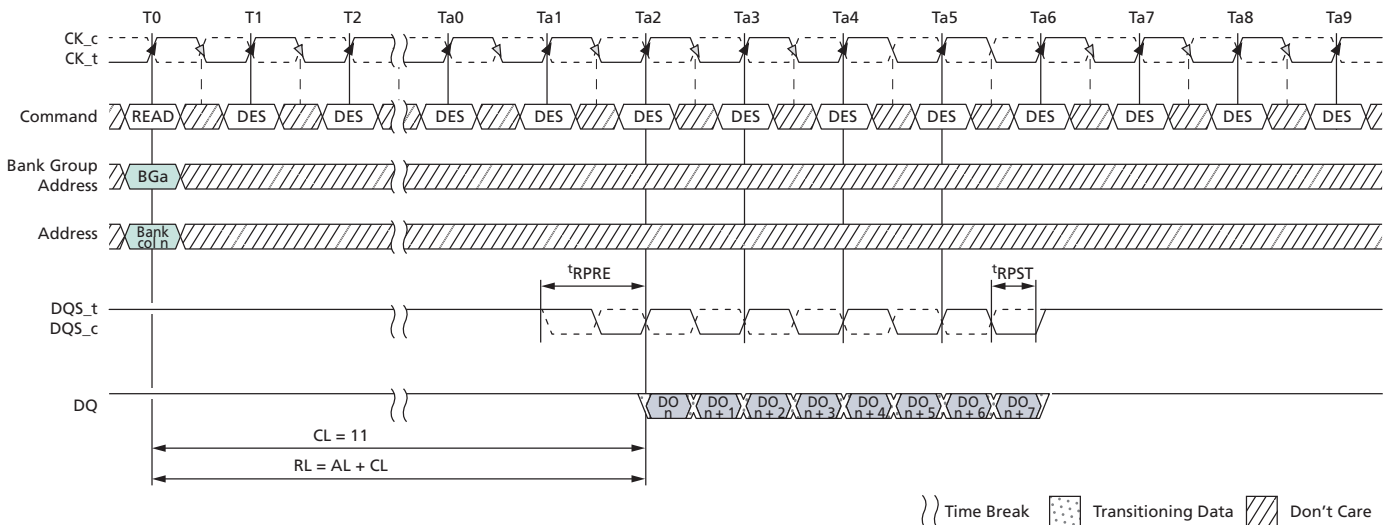 T0 T1 T2 Ta0 Ta1 Ta2 Ta3 Ta4 Ta5 Ta6 Ta7 Ta8 Ta9
CK_c
CK_t
Command READ DES DES DES DES DES DES DES DES DES DES DES DES
Bank Group
Address
BGa
Address
Bank
col n
tRPRE
tRPST
DQS_t
DQS_c
DQ
DO
n
DO
n + 1
DO
n + 2
DO
n + 3
DO
n + 4
DO
n + 5
DO
n + 6
DO
n + 7
CL = 11
RL = AL + CL
Time Break Transitioning Data Don't Care